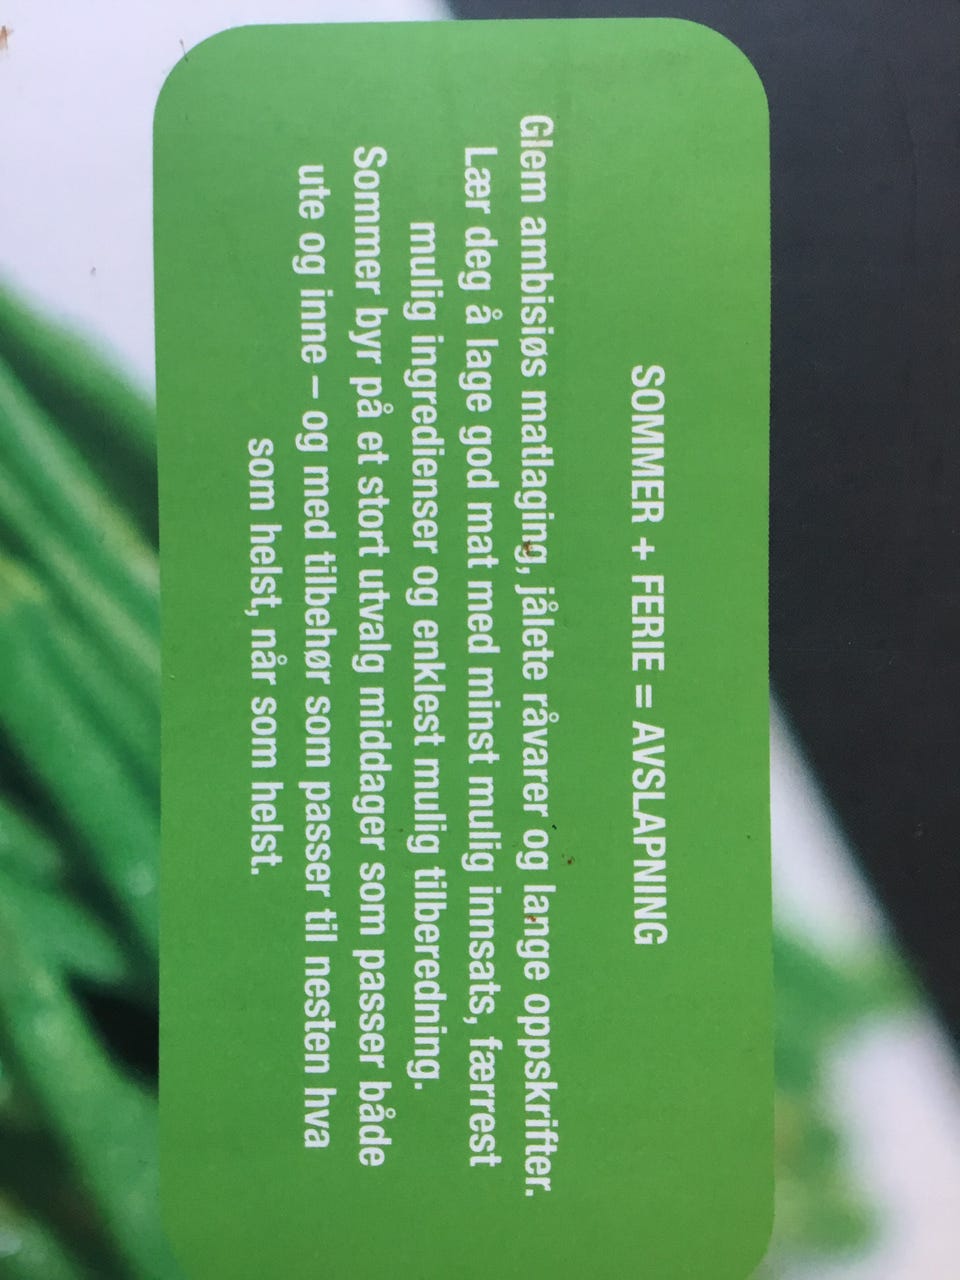 SOMMER + FERIE = AVSLAPNING
Glem ambisiøs matlaging, jålete råvarer og lange oppskrifter.
Lær deg å lage god mat med minst mulig innsats, færrest
mulig ingredienser og enklest mulig tilberedning.
Sommer byr på et stort utvalg middager som passer både
ute og inne – og med tilbehør som passer til nesten hva
som helst, når som helst.